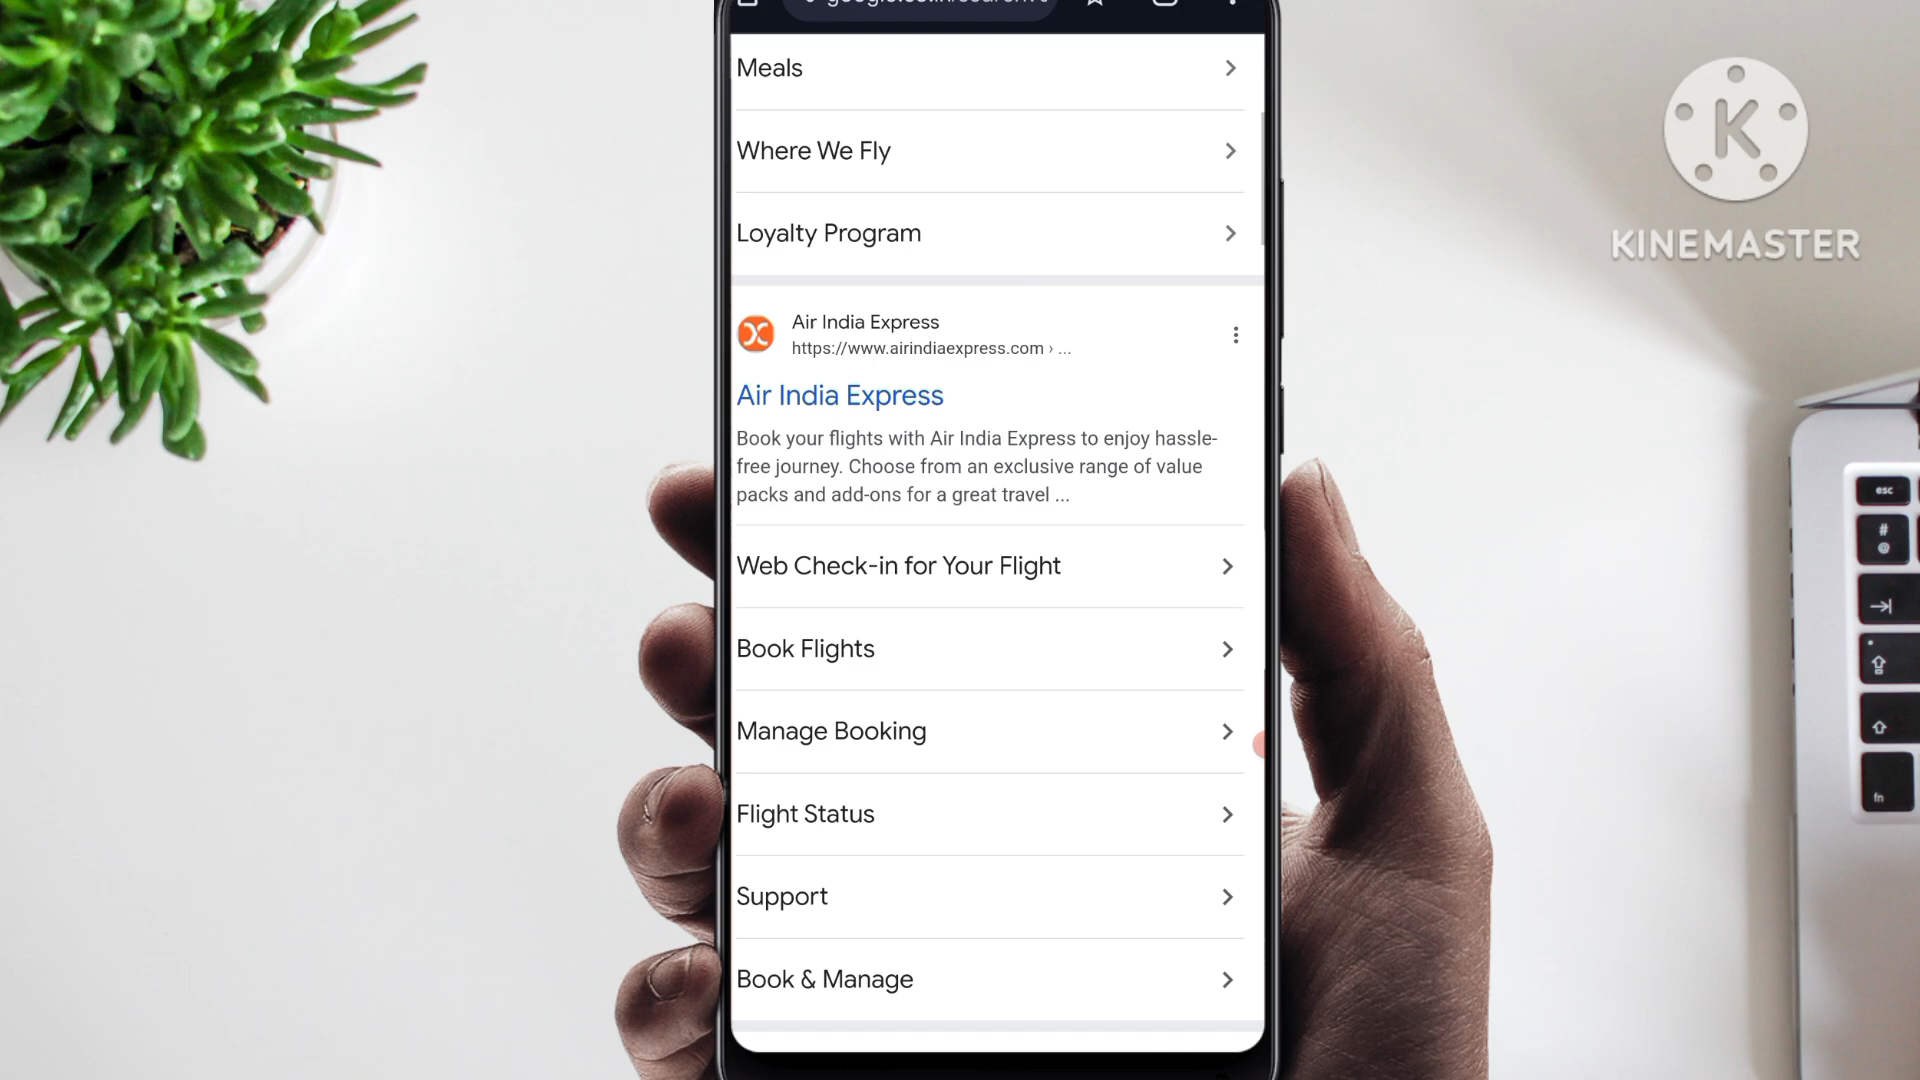 Meals
Where We Fly
Loyalty Program
Air India Express
https://www.airindiaexpress.com › ...
Air India Express
Book your flights with Air India Express to enjoy hassle-
free journey. Choose from an exclusive range of value
packs and add-ons for a great travel ...
Web Check-in for Your Flight
Book Flights
Manage Booking
Flight Status
Support
Book & Manage
K
KINEMASTER
esc
#
@
fn